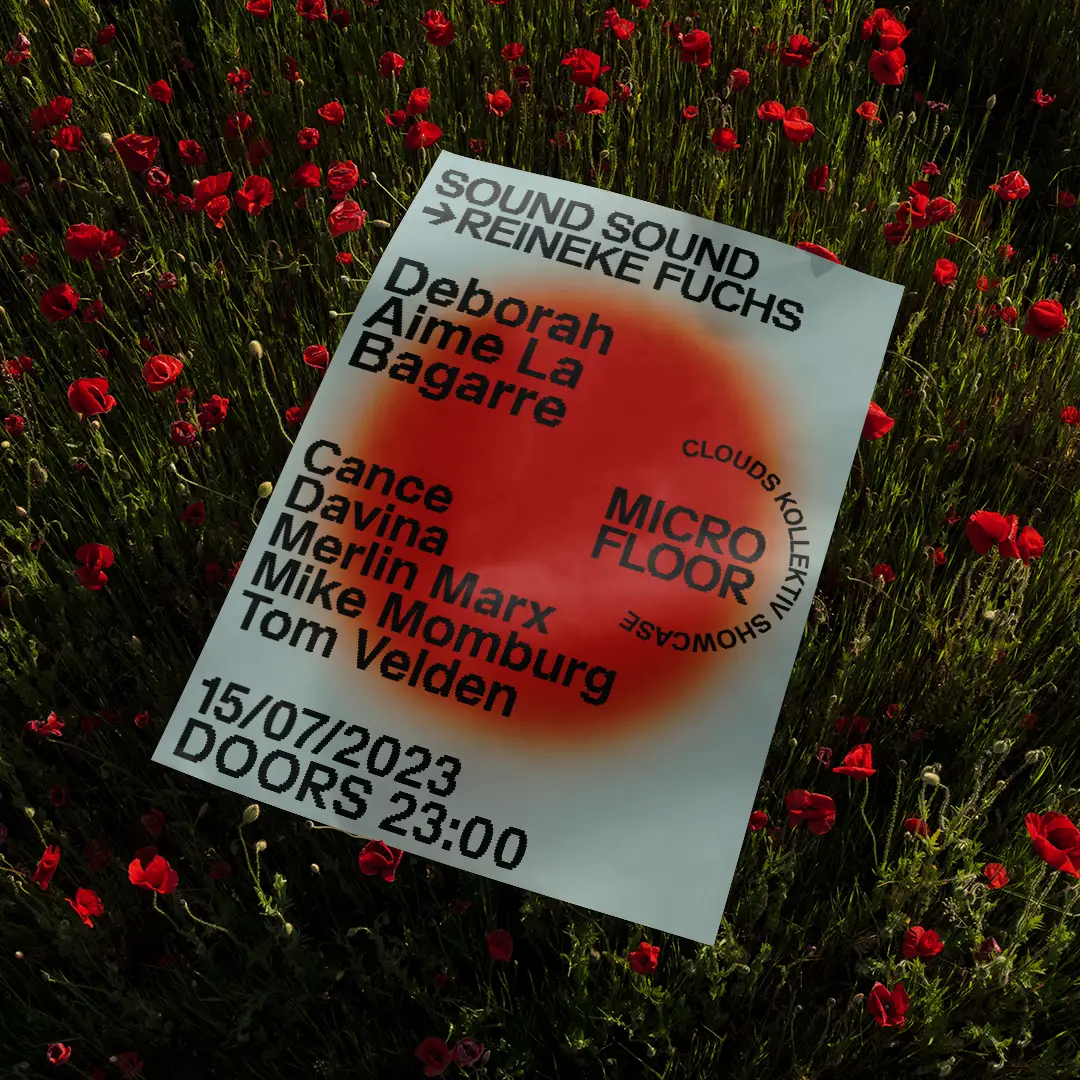 SOUND SOUND
→REINEKE FUCHS
Deborah
Aime La
Bagarre
Cance
Davina
Merlin Marx
Mike Momburg
Tom Velden
CLOUDS KOLLEKTIV SHOWCASE
MICRO
FLOOR
15/07/2023
DOORS 23:00